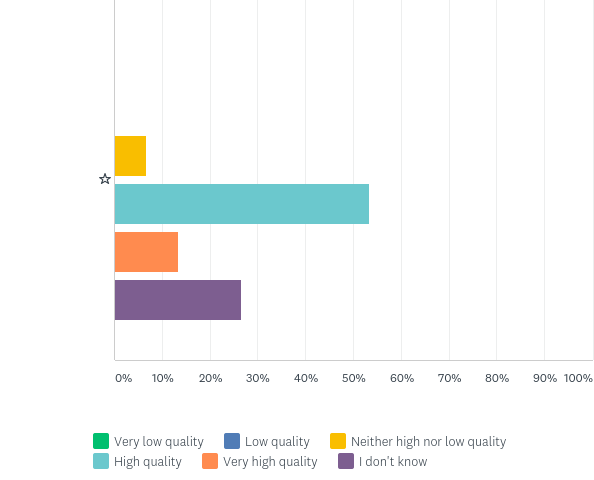 0% 10% 20% 30% 40% 50% 60% 70% 80% 90% 100%
Very low quality Low quality Neither high nor low quality
High quality Very high quality I don't know